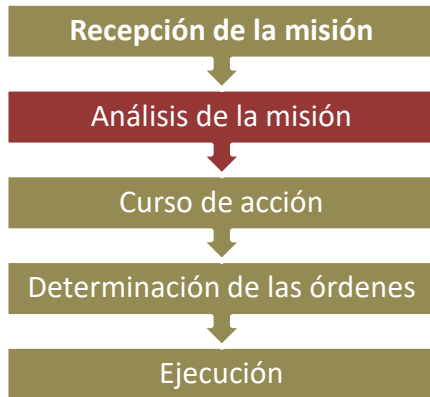 Recepción de la misión
Análisis de la misión
Curso de acción
Determinación de las órdenes
Ejecución